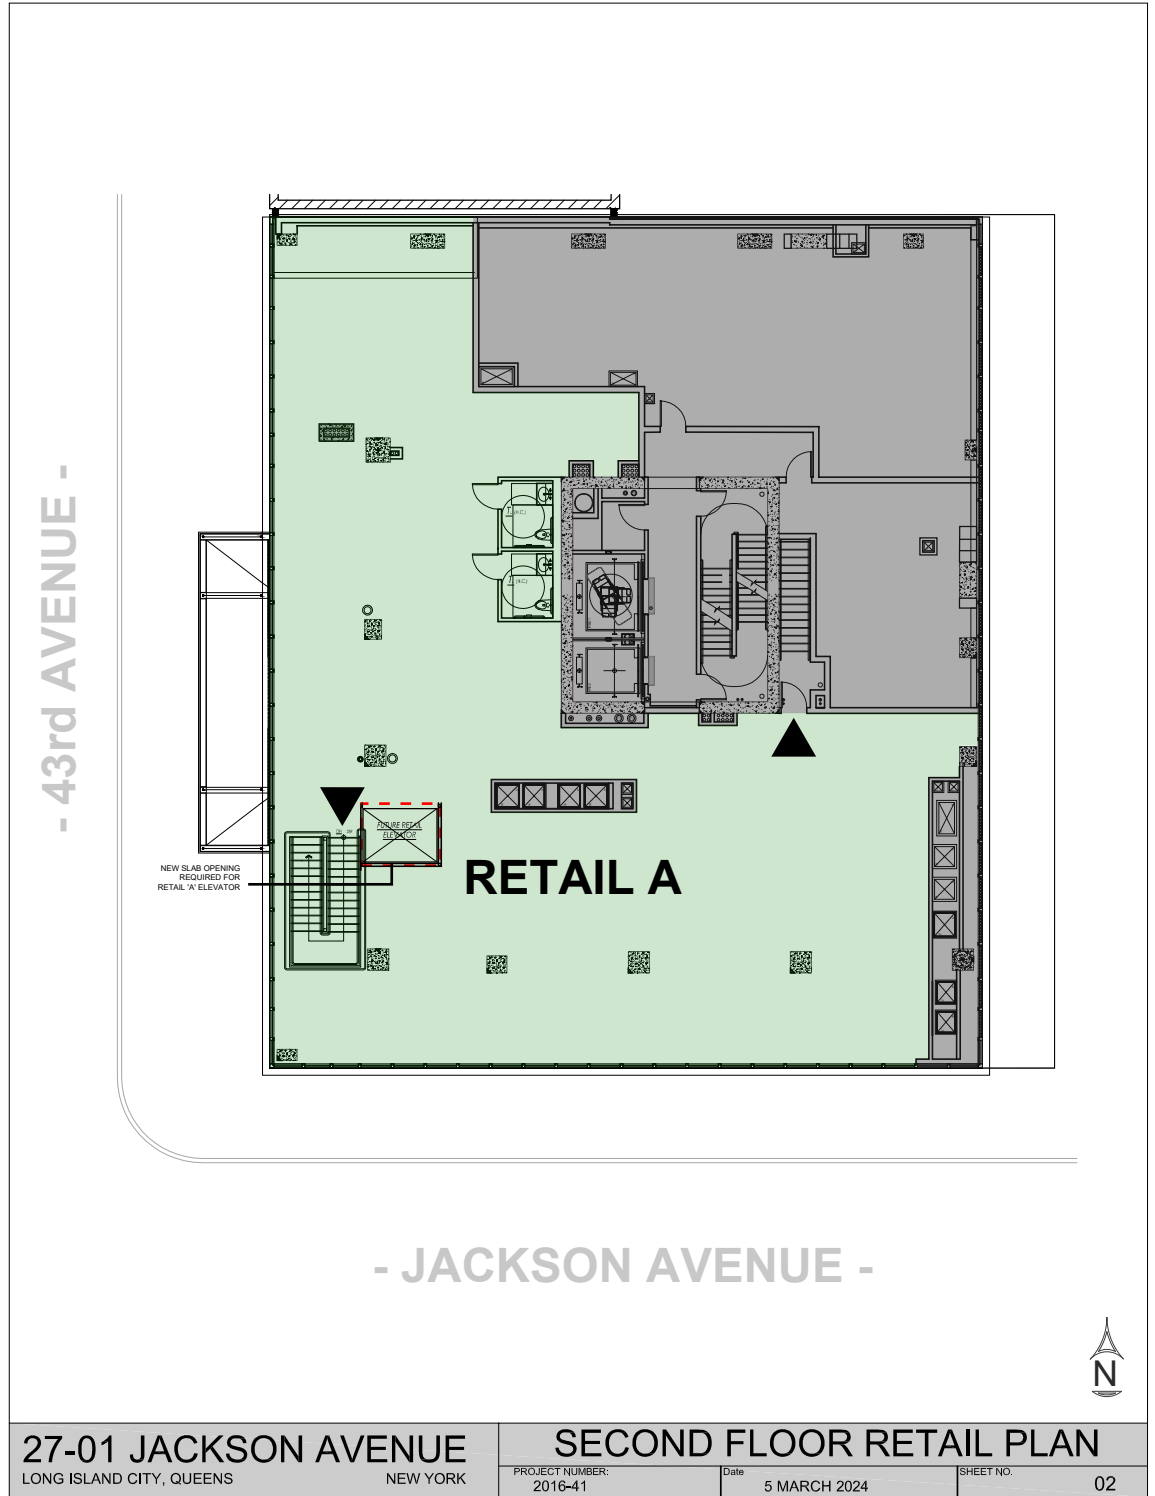 - 43rd AVENUE -
FUTURE RETAIL
ELEVATOR
DN
NEW SLAB OPENING
REQUIRED FOR
RETAIL 'A' ELEVATOR
RETAIL A
- JACKSON AVENUE -
N
27-01 JACKSON AVENUE
LONG ISLAND CITY, QUEENS
NEW YORK
SECOND FLOOR RETAIL PLAN
PROJECT NUMBER:
2016-41
Date
5 MARCH 2024
SHEET NO.
02